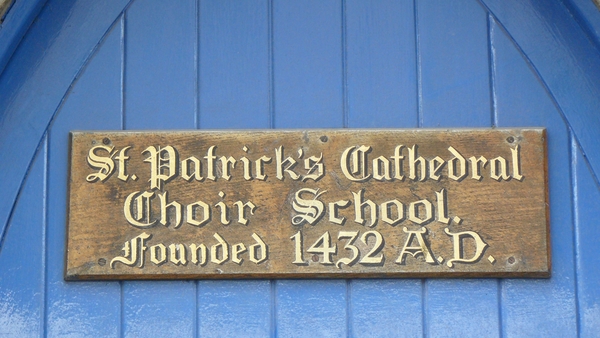 St. Patrick's Cathedral
Choir School.
Founded 1432 A.D.